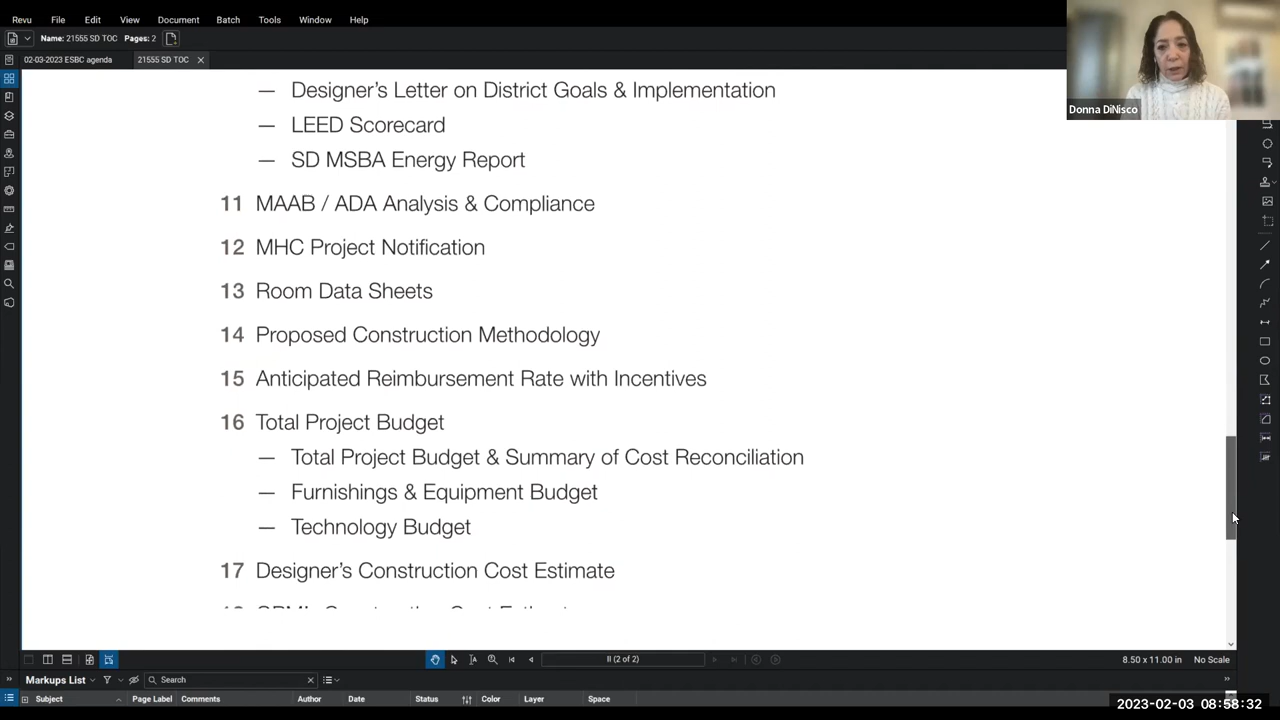 Revu File Edit View Document Batch Tools Window Help
Name: 21555 SD TOC Pages: 2
02-03-2023 ESBC agenda 21555 SD TOC
Donna DiNisco
— Designer's Letter on District Goals & Implementation
— LEED Scorecard
— SD MSBA Energy Report
11 MAAB / ADA Analysis & Compliance
12 MHC Project Notification
13 Room Data Sheets
14 Proposed Construction Methodology
15 Anticipated Reimbursement Rate with Incentives
16 Total Project Budget
— Total Project Budget & Summary of Cost Reconciliation
— Furnishings & Equipment Budget
— Technology Budget
17 Designer's Construction Cost Estimate
II (2 of 2) 8.50 x 11.00 in No Scale
Markups List Search
Subject Page Label Comments Author Date Status Color Layer Space
2023-02-03 08:58:32